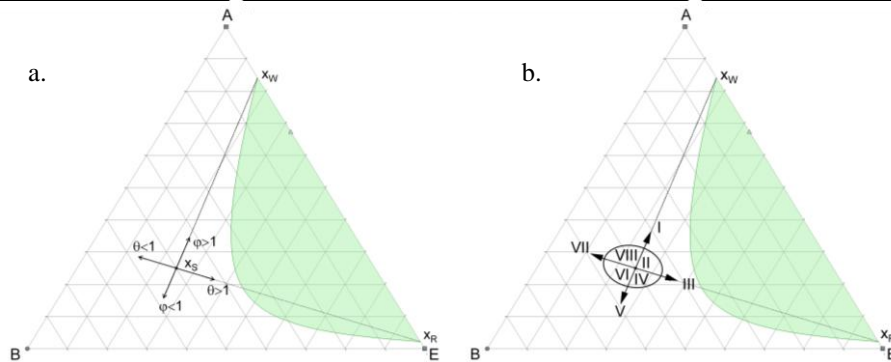 A
a.
x_W
θ<1
φ>1
x_S
θ>1
φ<1
x_R
B
E
A
b.
x_W
I
VII
VIII
II
VI
IV
III
V
B